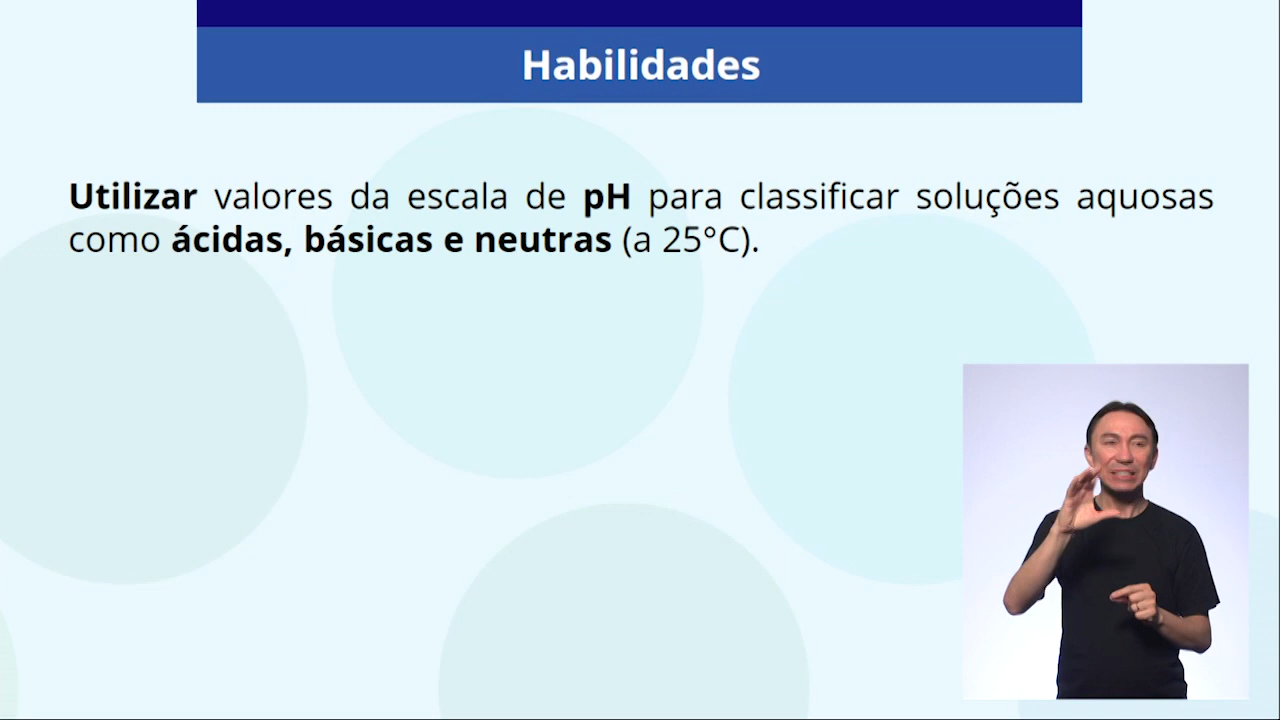 Habilidades
Utilizar valores da escala de pH para classificar soluções aquosas
como ácidas, básicas e neutras (a 25°C).